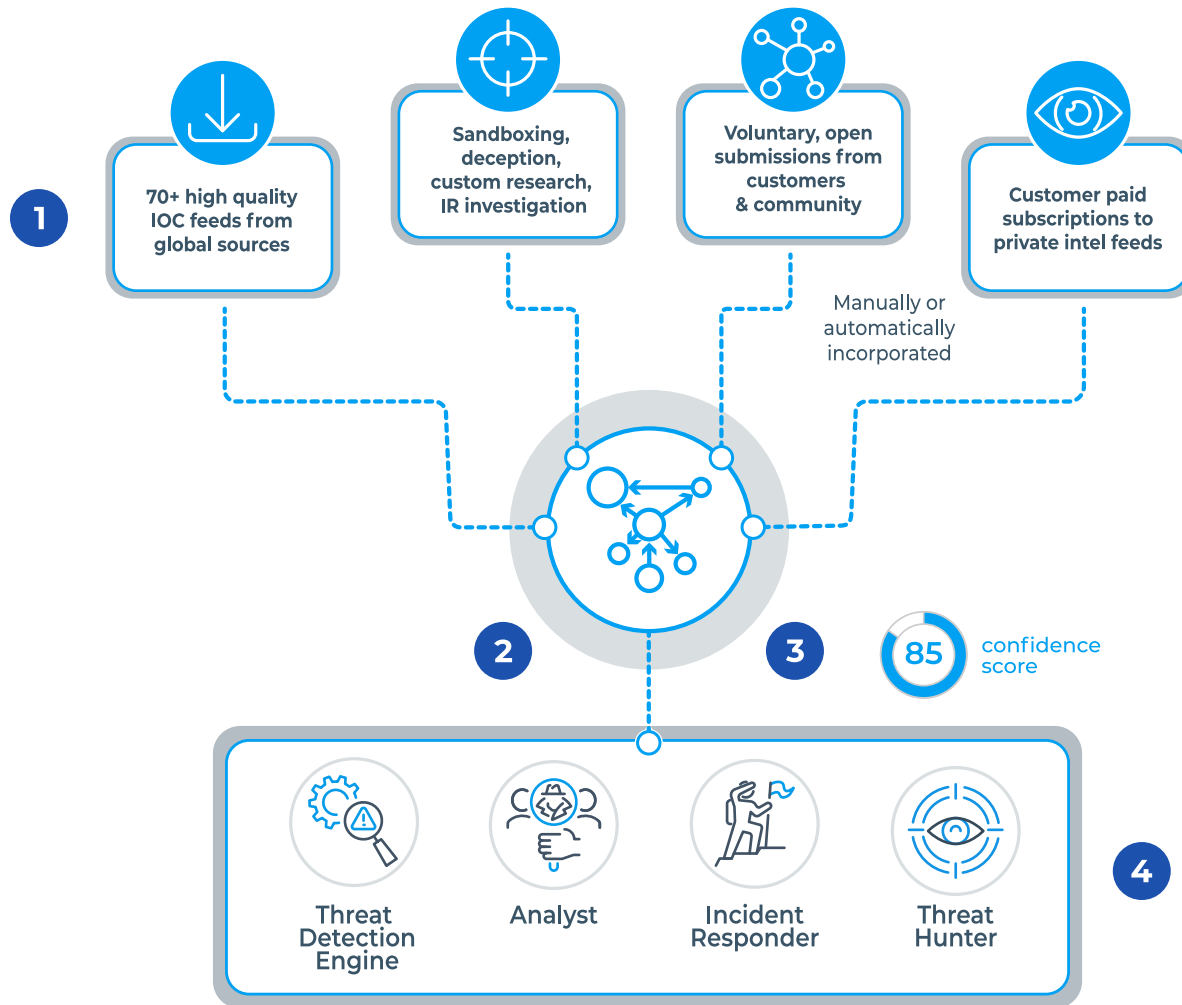 1
70+ high quality
IOC feeds from
global sources
Sandboxing,
deception,
custom research,
IR investigation
Voluntary, open
submissions from
customers
& community
Customer paid
subscriptions to
private intel feeds
Manually or
automatically
incorporated
2
3
85
confidence
score
Threat
Detection
Engine
Analyst
Incident
Responder
Threat
Hunter
4